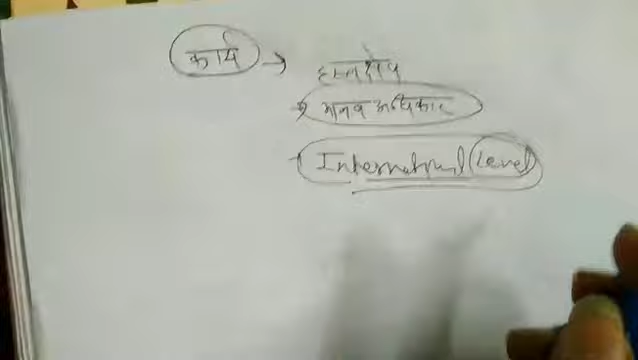 कार्य → हस्तक्षेप
→ मानव अधिकार
→ International Level